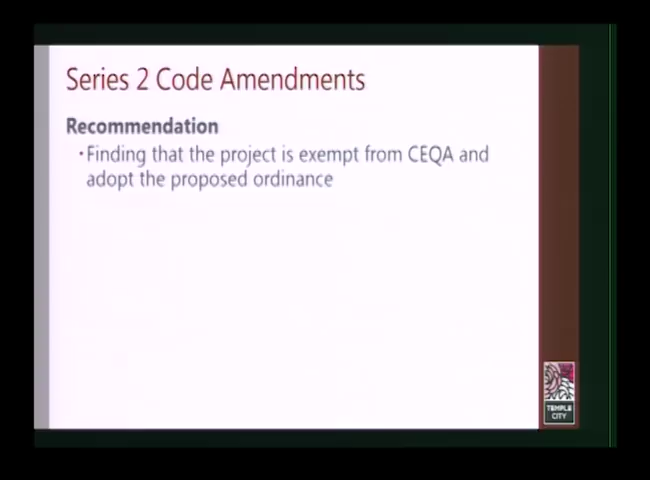 Series 2 Code Amendments
Recommendation
·Finding that the project is exempt from CEQA and
adopt the proposed ordinance
TEMPLE
CITY